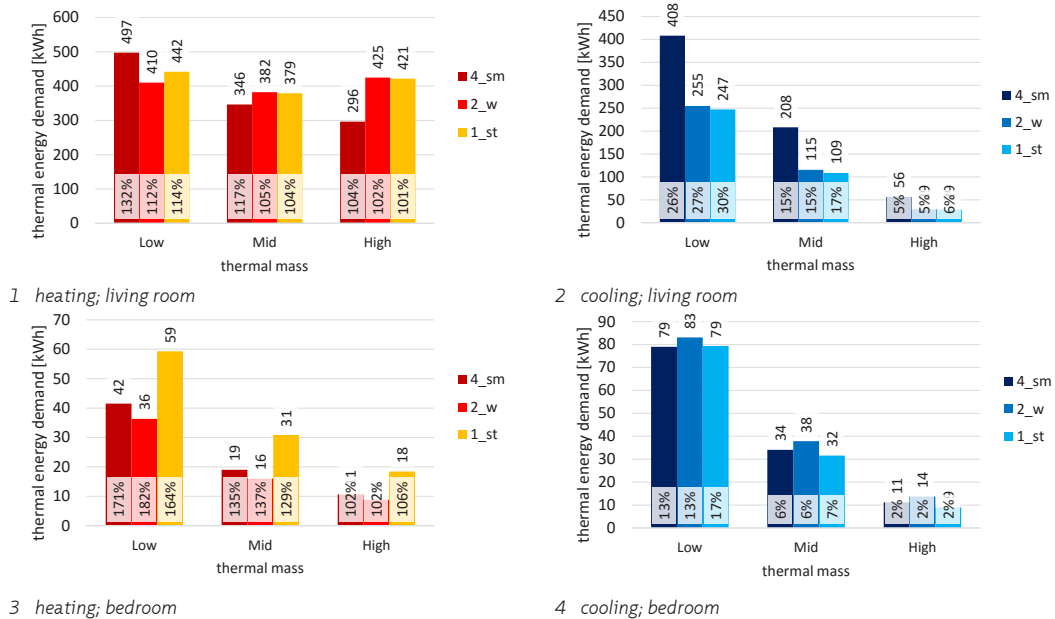 thermal energy demand [kWh]
600
500
400
300
200
100
0
497
410
442
346
382
379
296
425
421
132%
112%
114%
117%
105%
104%
104%
102%
101%
Low
Mid
High
thermal mass
4_sm
2_w
1_st
1 heating; living room
thermal energy demand [kWh]
450
400
350
300
250
200
150
100
50
0
408
255
247
208
115
109
56
9
9
26%
27%
30%
15%
15%
17%
5%
5%
6%
Low
Mid
High
thermal mass
4_sm
2_w
1_st
2 cooling; living room
thermal energy demand [kWh]
70
60
50
40
30
20
10
0
42
36
59
19
16
31
1
18
171%
182%
164%
135%
137%
129%
102%
102%
106%
Low
Mid
High
thermal mass
4_sm
2_w
1_st
3 heating; bedroom
thermal energy demand [kWh]
90
80
70
60
50
40
30
20
10
0
79
83
79
34
38
32
11
14
9
13%
13%
17%
6%
6%
7%
2%
2%
2%
Low
Mid
High
thermal mass
4_sm
2_w
1_st
4 cooling; bedroom